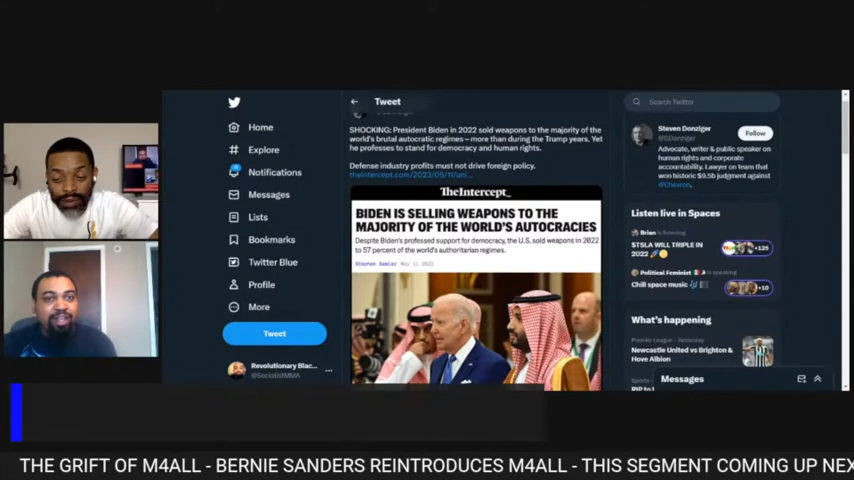 Tweet
Search Twitter
Home
Explore
Notifications
Messages
Lists
Bookmarks
Twitter Blue
Profile
More
Tweet
Revolutionary Blac...
@SocialistMMA
SHOCKING: President Biden in 2022 sold weapons to the majority of the
world's brutal autocratic regimes – more than during the Trump years. Yet
he professes to stand for democracy and human rights.
Defense industry profits must not drive foreign policy.
theintercept.com/2023/05/11/uni...
The Intercept_
BIDEN IS SELLING WEAPONS TO THE
MAJORITY OF THE WORLD'S AUTOCRACIES
Despite Biden's professed support for democracy, the U.S. sold weapons in 2022
to 57 percent of the world's authoritarian regimes.
Stephen Semler May 11 2023
Steven Donziger
@SDonziger
Follow
Advocate, writer & public speaker on
human rights and corporate
accountability. Lawyer on team that
won historic $9.5b judgment against
@Chevron.
Listen live in Spaces
Brian is listening
$TSLA WILL TRIPLE IN
2022
+125
Political Feminist is speaking
Chill space music
+10
What's happening
Premier League · Yesterday
Newcastle United vs Brighton &
Hove Albion
Sports ·
RIP to
Messages
THE GRIFT OF M4ALL - BERNIE SANDERS REINTRODUCES M4ALL - THIS SEGMENT COMING UP NEX